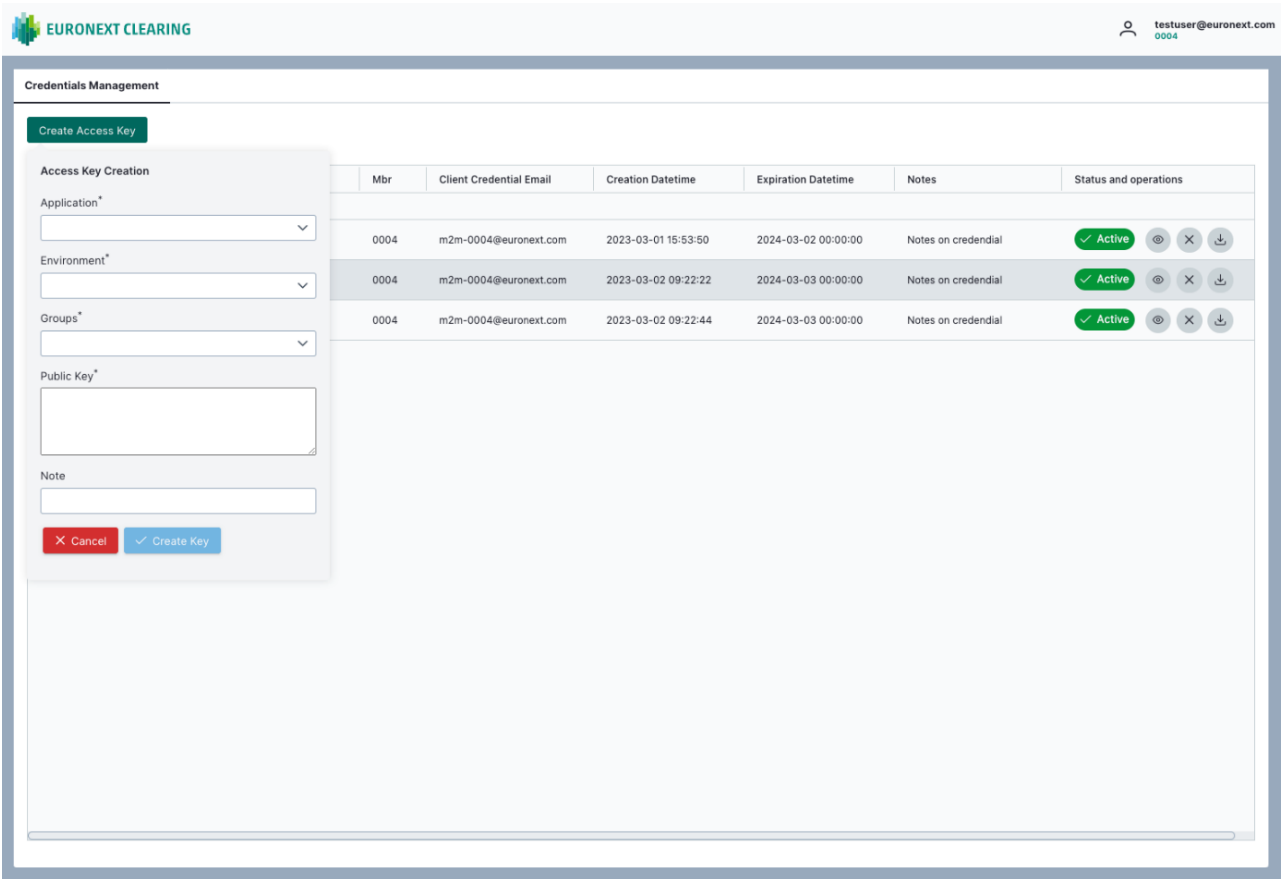 EURONEXT CLEARING
testuser@euronext.com
0004
Credentials Management
Create Access Key
Access Key Creation
Application*
Environment*
Groups*
Public Key*
Note
Cancel
Create Key
Mbr Client Credential Email Creation Datetime Expiration Datetime Notes Status and operations
0004 m2m-0004@euronext.com 2023-03-01 15:53:50 2024-03-02 00:00:00 Notes on credendial Active
0004 m2m-0004@euronext.com 2023-03-02 09:22:22 2024-03-03 00:00:00 Notes on credendial Active
0004 m2m-0004@euronext.com 2023-03-02 09:22:44 2024-03-03 00:00:00 Notes on credendial Active